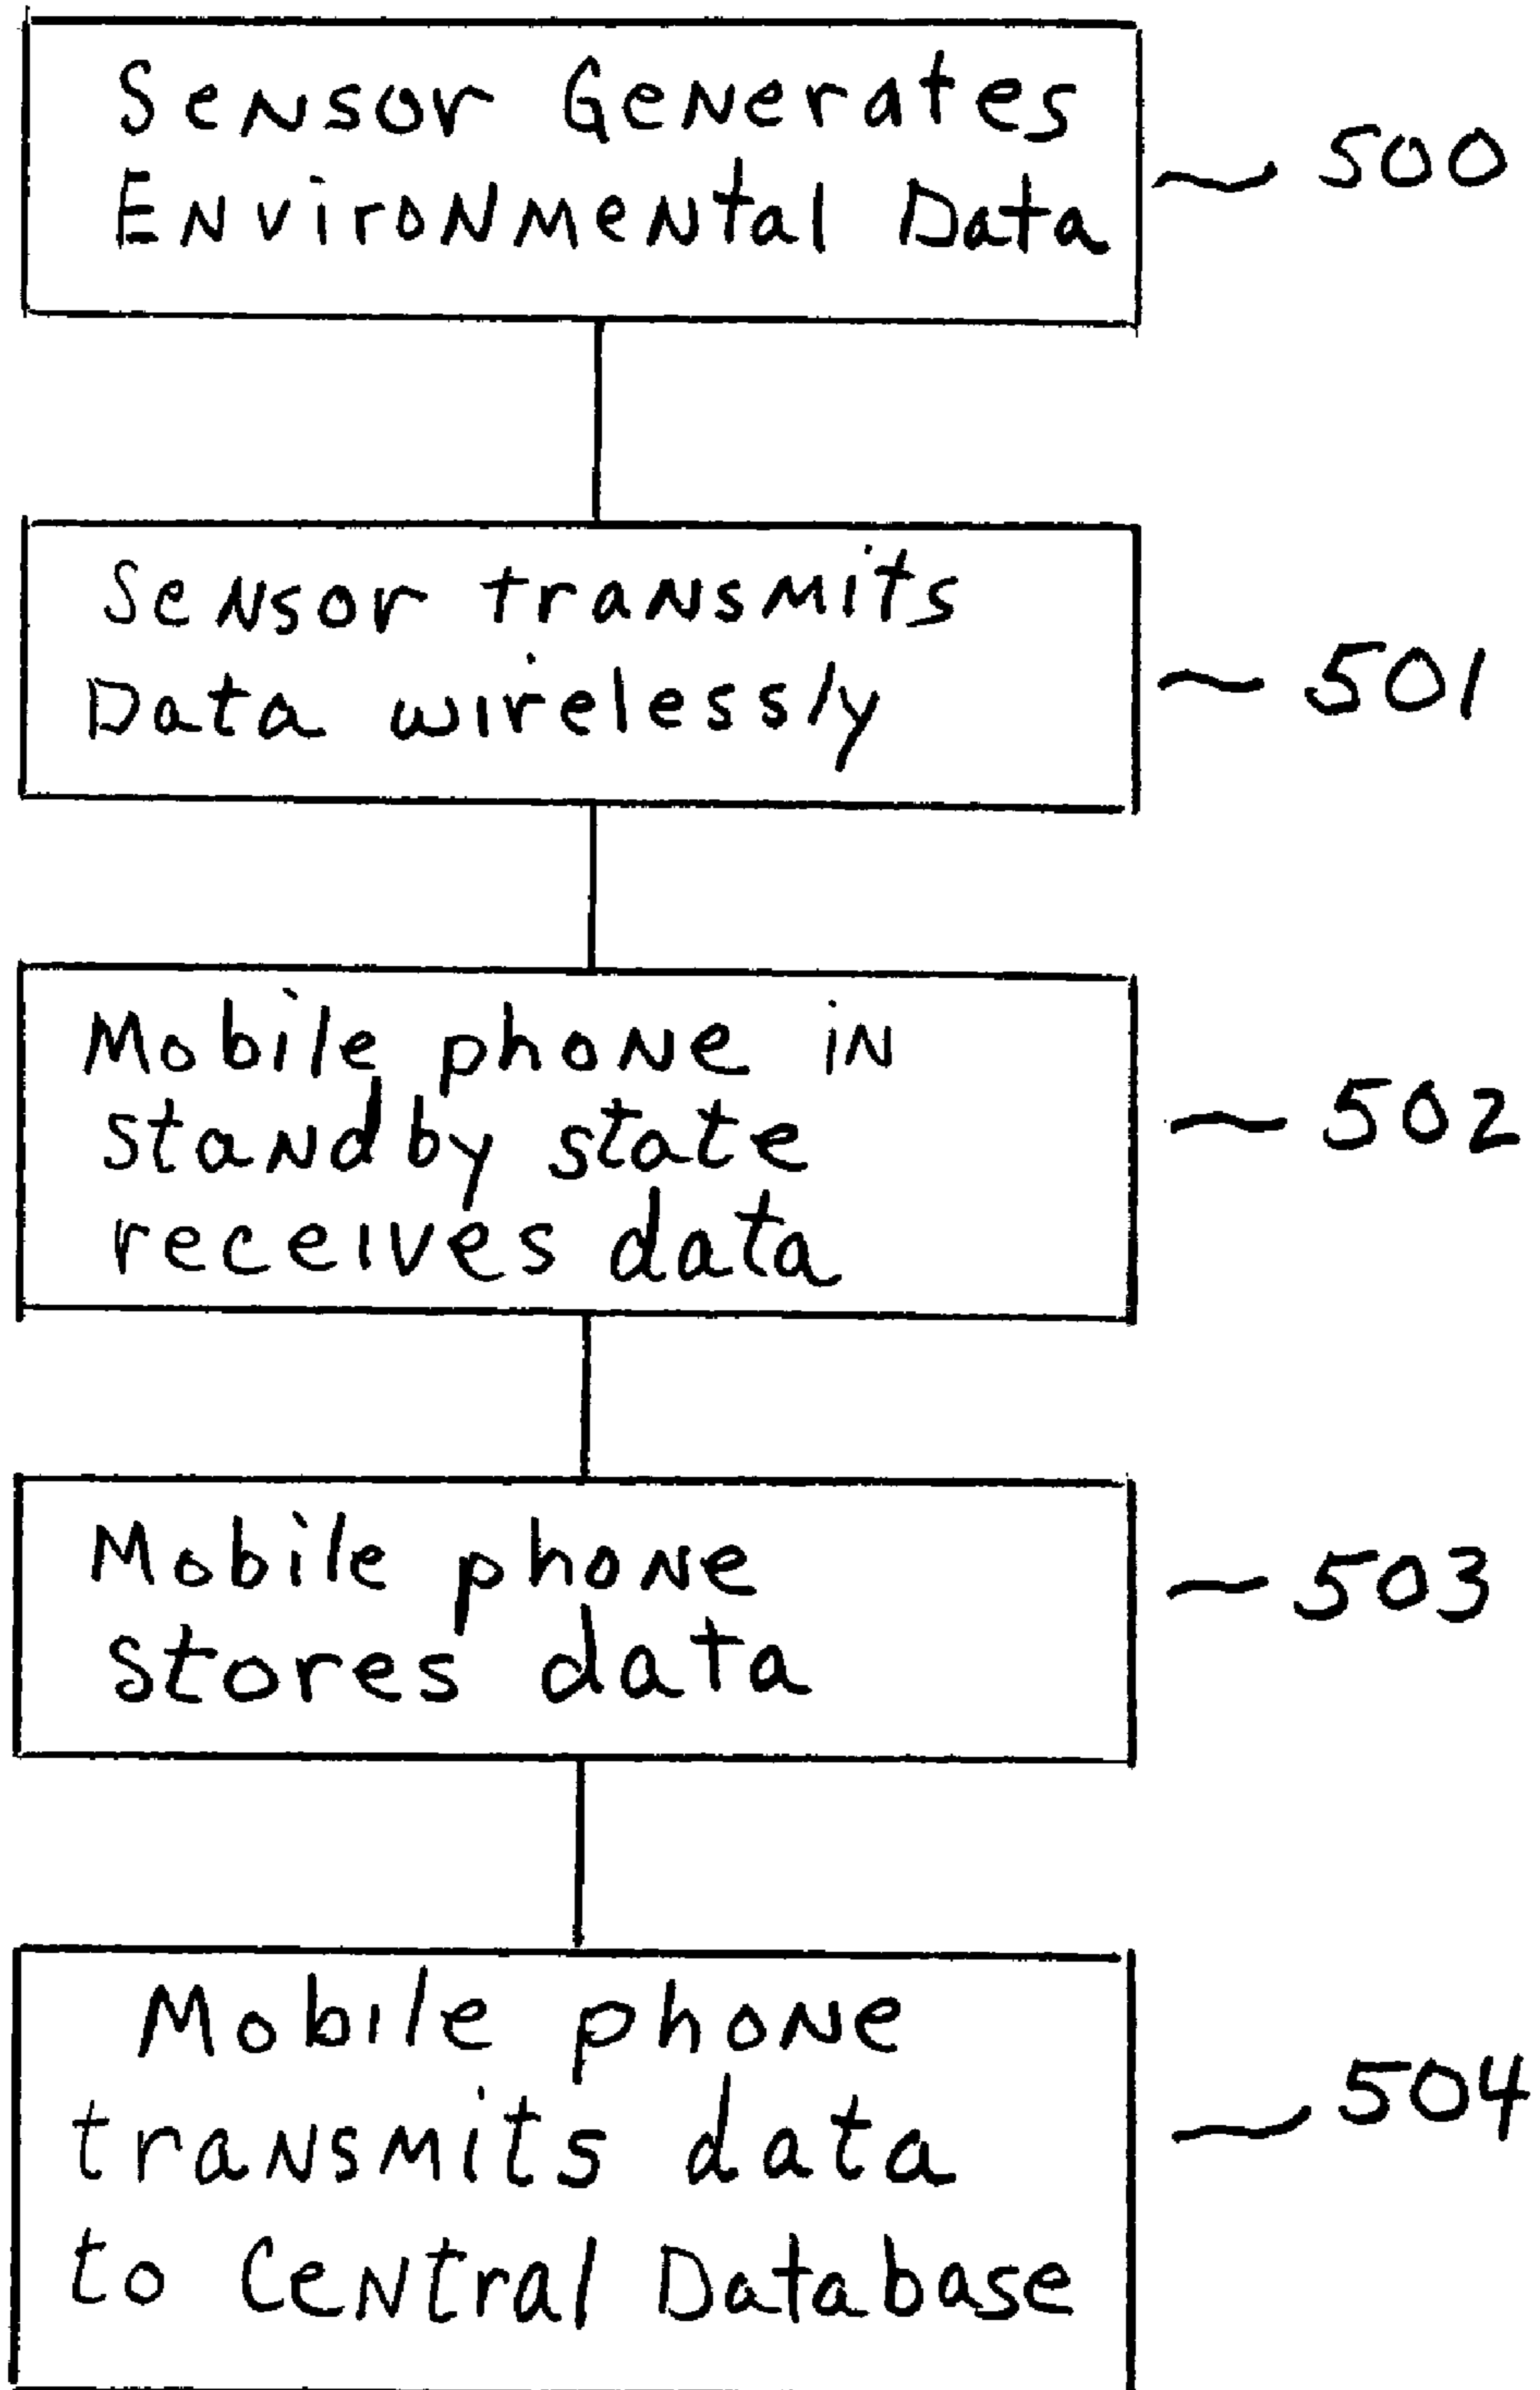 Sensor Generates
Environmental Data
500
Sensor transmits
Data wirelessly
501
Mobile phone in
standby state
receives data
502
Mobile phone
stores data
503
Mobile phone
transmits data
to Central Database
504